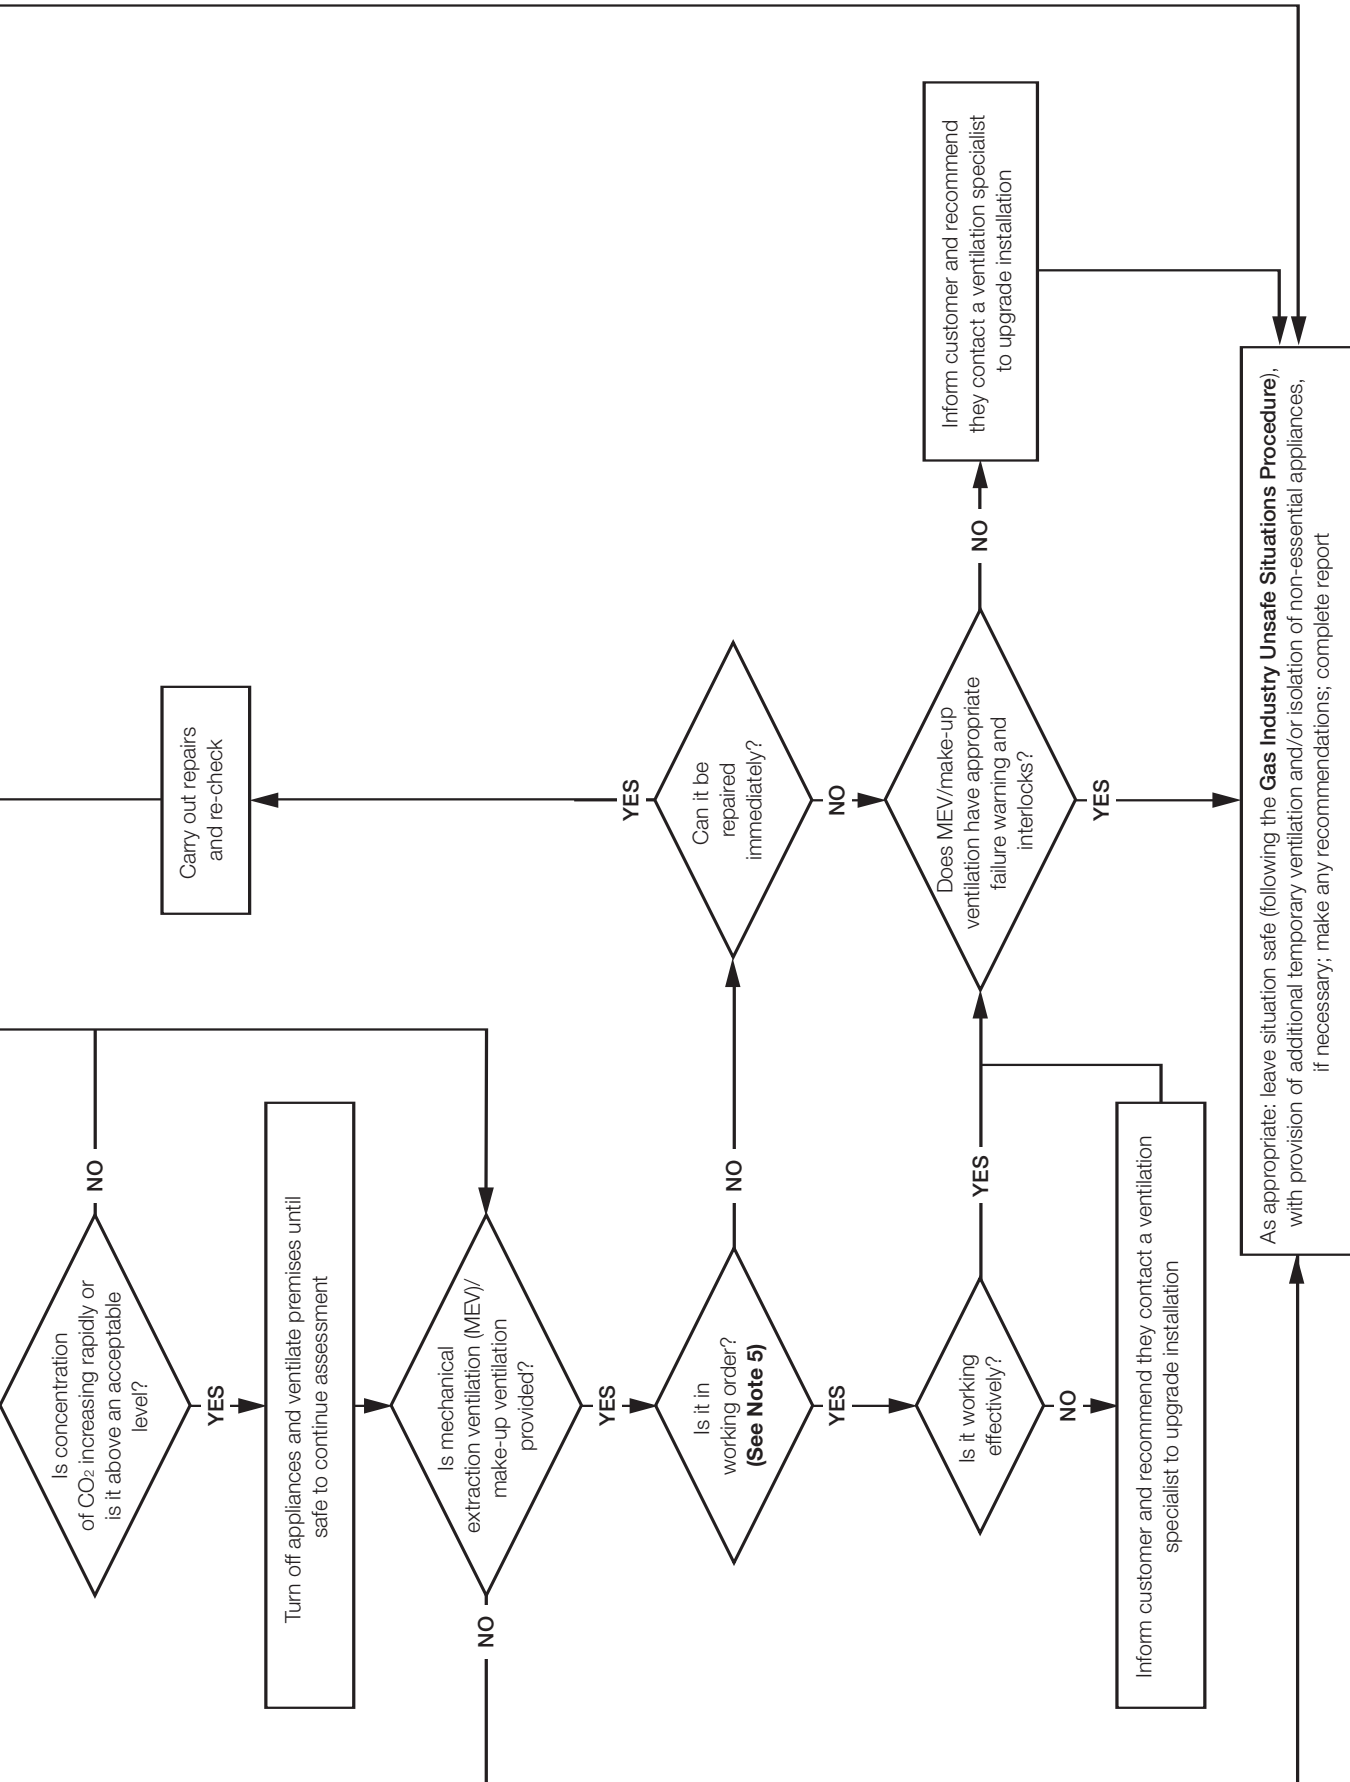 Is concentration
of CO2 increasing rapidly or
is it above an acceptable
level?
NO
YES
Turn off appliances and ventilate premises until
safe to continue assessment
Is mechanical
extraction ventilation (MEV)/
make-up ventilation
provided?
NO
YES
Is it in
working order?
(See Note 5)
NO
YES
Can it be
repaired
immediately?
YES
NO
Carry out repairs
and re-check
Is it working
effectively?
YES
NO
Inform customer and recommend they contact a ventilation
specialist to upgrade installation
Does MEV/make-up
ventilation have appropriate
failure warning and
interlocks?
NO
YES
Inform customer and recommend
they contact a ventilation specialist
to upgrade installation
As appropriate: leave situation safe (following the Gas Industry Unsafe Situations Procedure),
with provision of additional temporary ventilation and/or isolation of non-essential appliances,
if necessary; make any recommendations; complete report